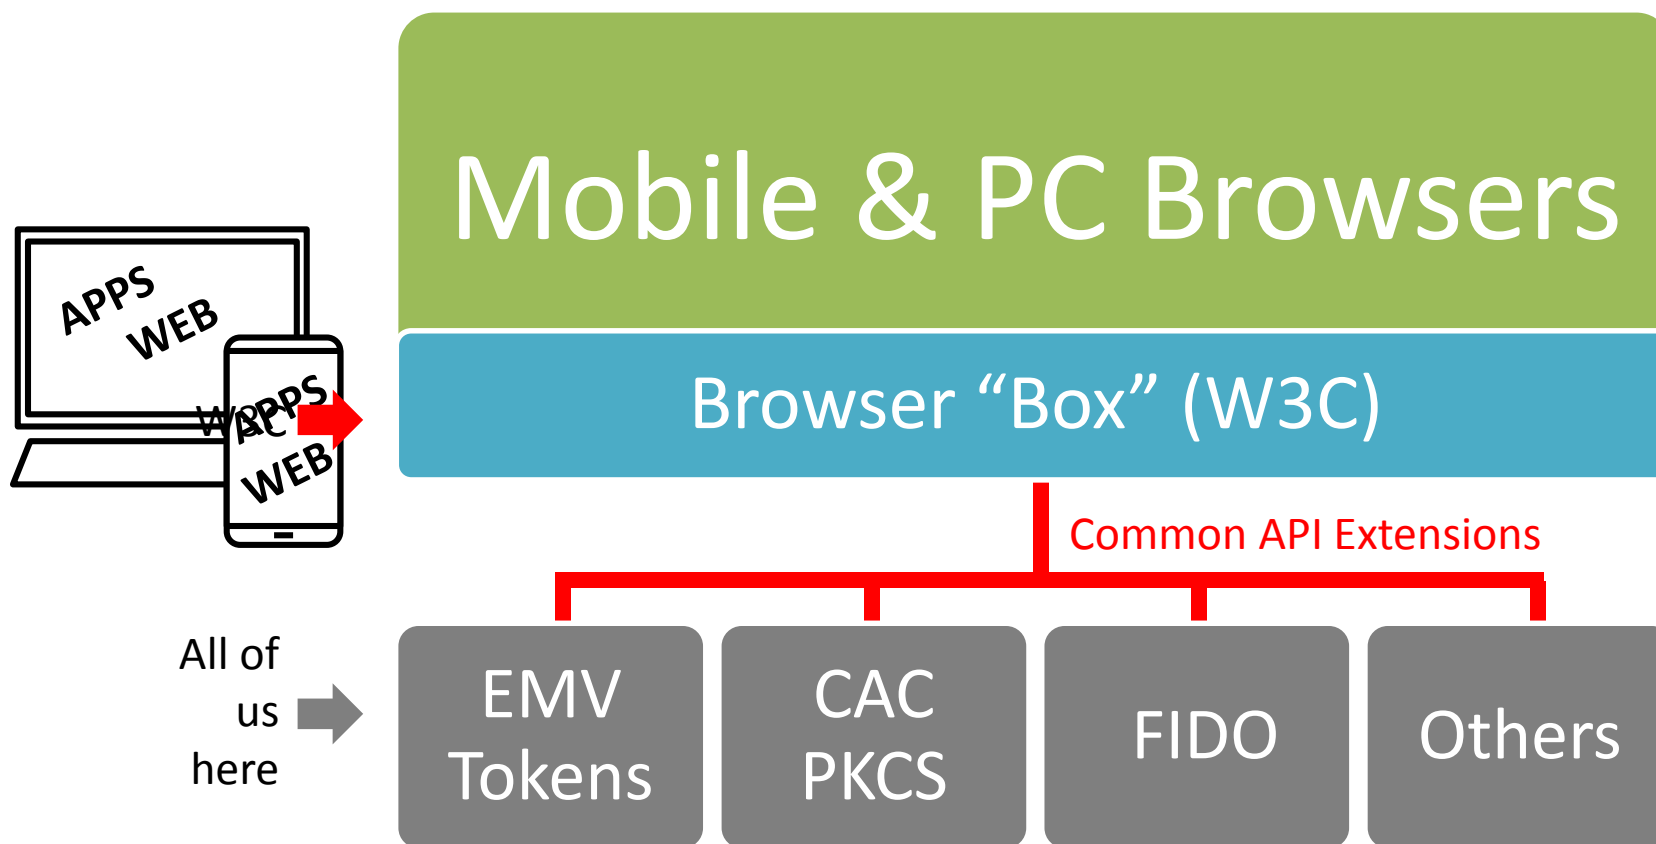 Mobile & PC Browsers
APPS
WEB
W3C
APPS
WEB
Browser “Box” (W3C)
Common API Extensions
All of
us
here
EMV
Tokens
CAC
PKCS
FIDO
Others